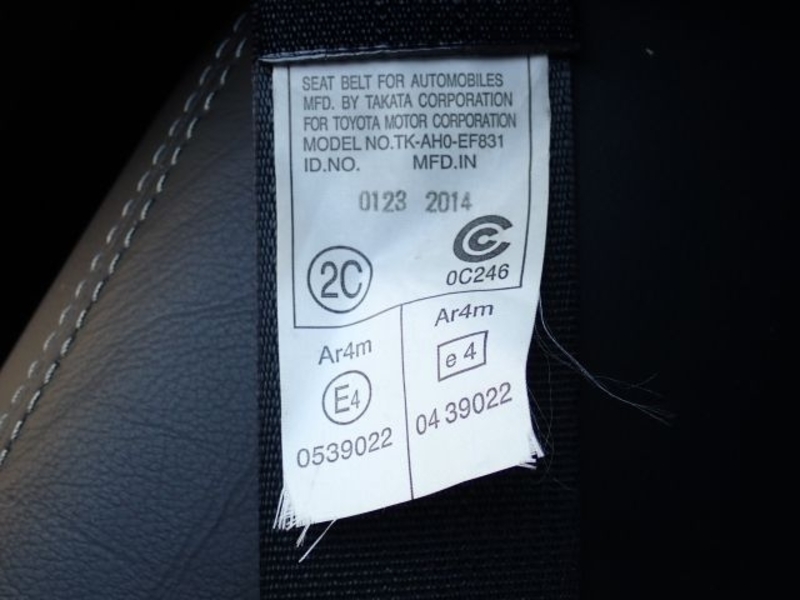 SEAT BELT FOR AUTOMOBILES
MFD. BY TAKATA CORPORATION
FOR TOYOTA MOTOR CORPORATION
MODEL NO.TK-AH0-EF831
ID.NO. MFD.IN
0123 2014
2C
0C246
Ar4m
E4
0539022
Ar4m
e 4
04 39022